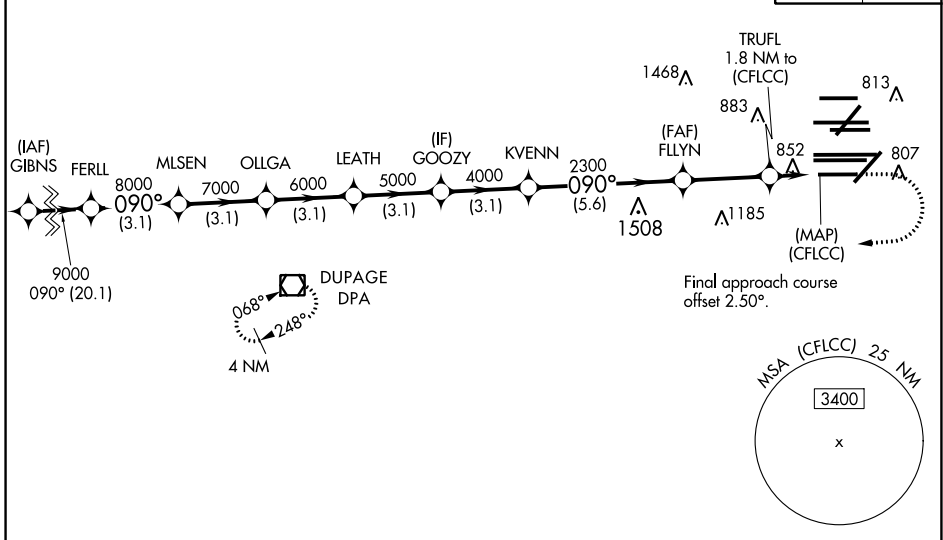 TRUFL
1.8 NM to
(CFLCC)
1468
813
883
(IAF)
GIBNS
FERLL
MLSEN
OLLGA
LEATH
(IF)
GOOZY
KVENN
(FAF)
FLLYN
852
807
8000
090°
(3.1)
7000
(3.1)
6000
(3.1)
5000
(3.1)
4000
(3.1)
2300
090°
(5.6)
1508
1185
(MAP)
(CFLCC)
9000
090° (20.1)
DUPAGE
DPA
068°
248°
4 NM
Final approach course
offset 2.50°.
MSA (CFLCC) 25 NM
3400
x